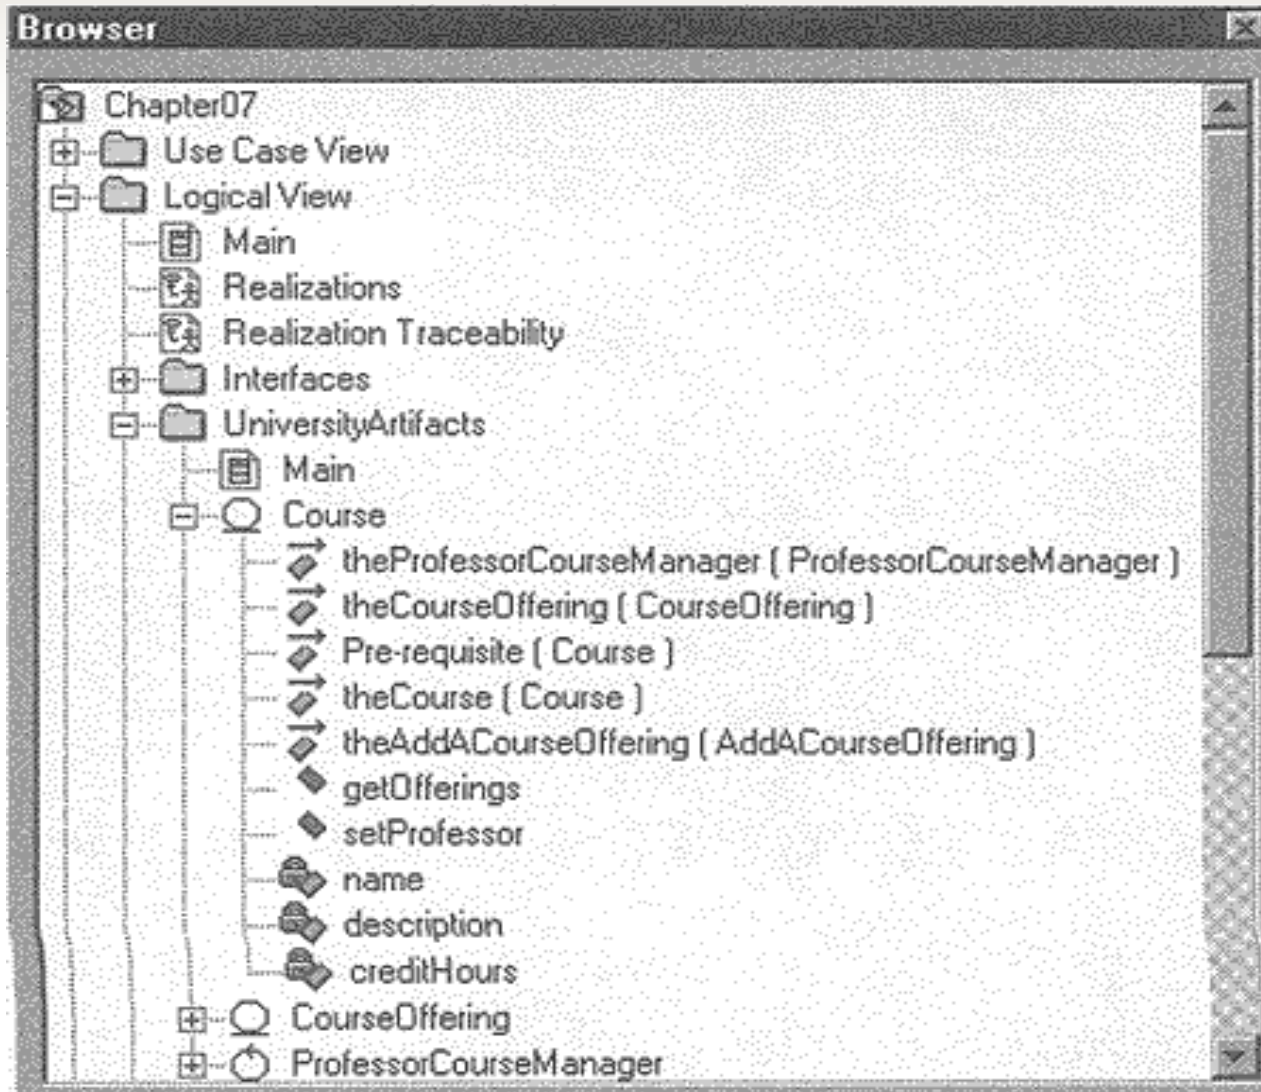 Browser
Chapter07
Use Case View
Logical View
Main
Realizations
Realization Traceability
Interfaces
UniversityArtifacts
Main
Course
theProfessorCourseManager ( ProfessorCourseManager )
theCourseOffering ( CourseOffering )
Pre-requisite ( Course )
theCourse ( Course )
theAddACourseOffering ( AddACourseOffering )
getOfferings
setProfessor
name
description
creditHours
CourseOffering
ProfessorCourseManager